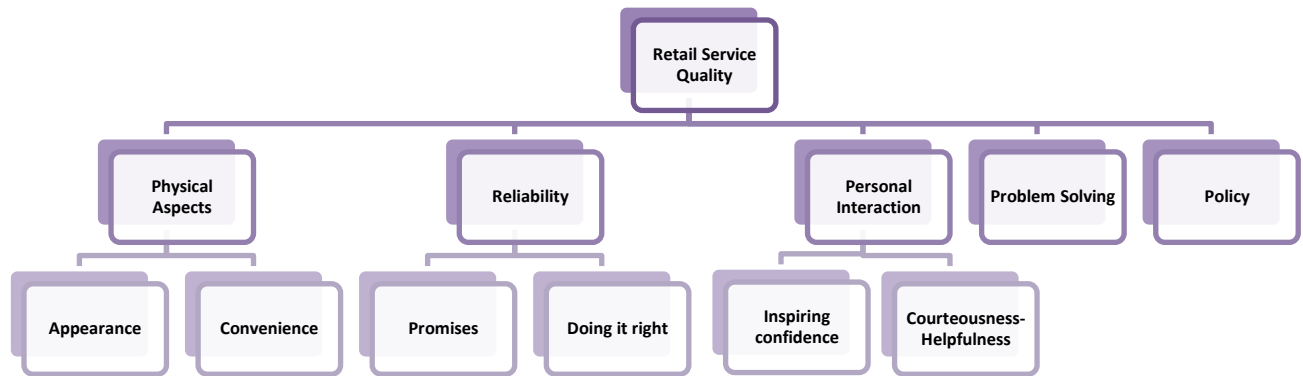 Retail Service
Quality
Physical
Aspects
Reliability
Personal
Interaction
Problem Solving
Policy
Appearance
Convenience
Promises
Doing it right
Inspiring
confidence
Courteousness-
Helpfulness